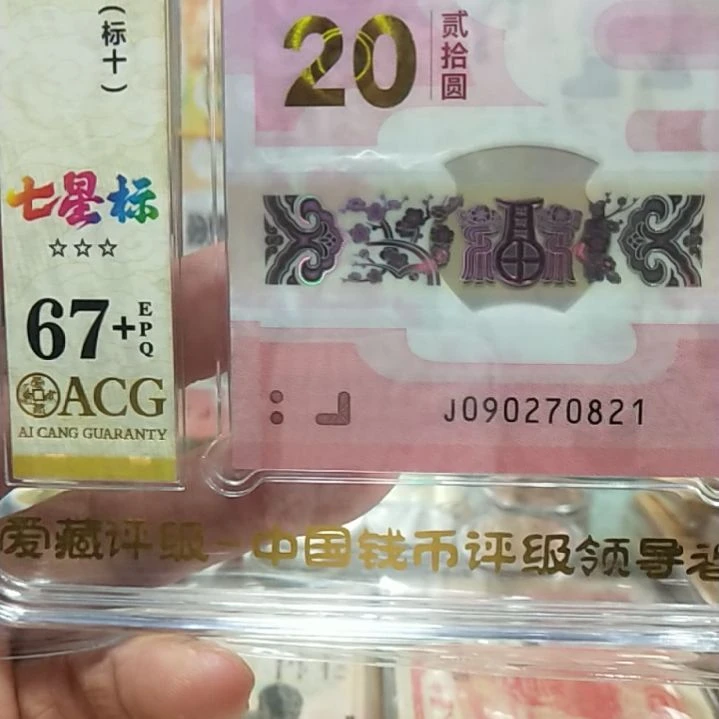 (标十)
七星标
☆☆☆
67+EPQ
ACG
AI CANG GUARANTY
20
贰拾圆
J090270821
爱藏评级-中国钱币评级领导者